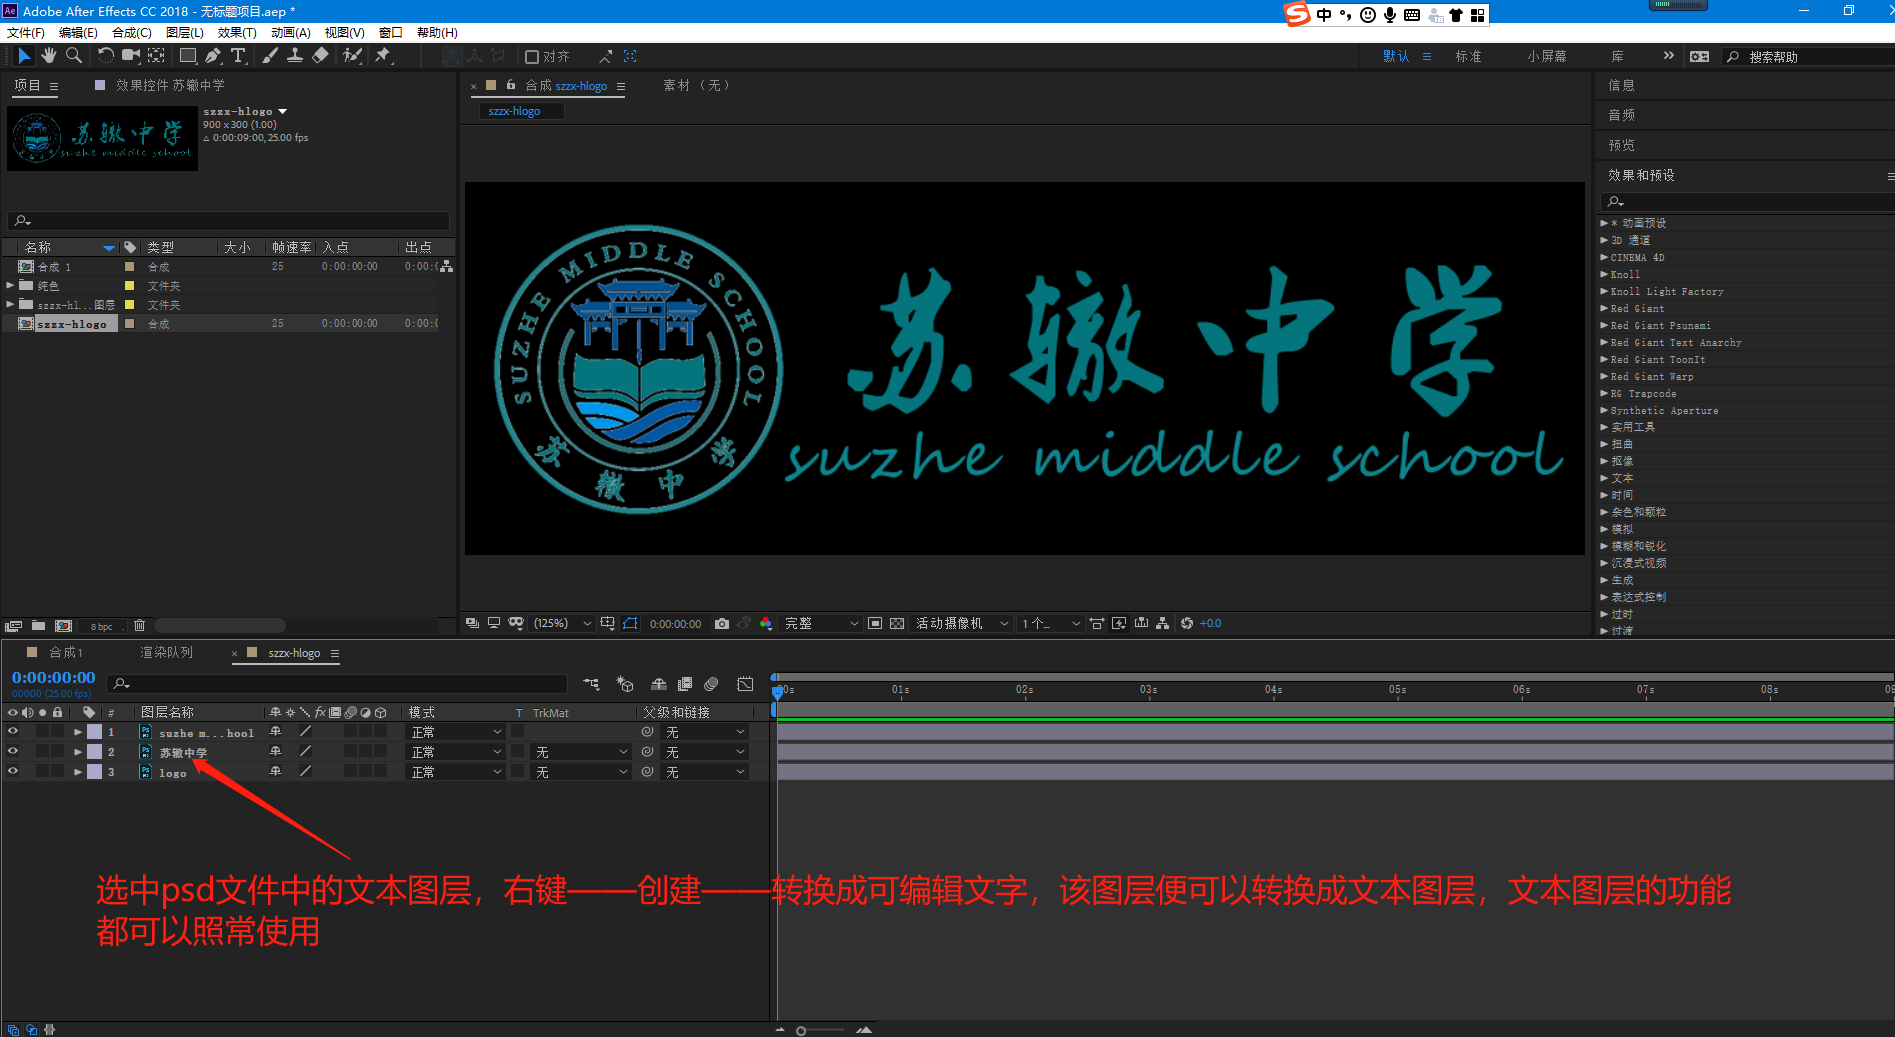 Ae Adobe After Effects CC 2018 - 无标题项目.aep *
中
文件(F) 编辑(E) 合成(C) 图层(L) 效果(T) 动画(A) 视图(V) 窗口 帮助(H)
对齐 默认 标准 小屏幕 库 搜索帮助
项目 效果控件 苏辙中学
szzx-hlogo
900 x 300 (1.00)
△ 0:00:09:00, 25.00 fps
苏辙中学
suzhe middle school
名称 类型 大小 帧速率 入点 出点
合成 1 合成 25 0:00:00:00 0:00:0
纯色 文件夹
szzx-hl...图层 文件夹
szzx-hlogo 合成 25 0:00:00:00 0:00:0
8 bpc
合成 szzx-hlogo 素材 (无)
szzx-hlogo
SUZHE MIDDLE SCHOOL
苏辙中学
苏辙中学
suzhe middle school
(125%) 0:00:00:00 完整 活动摄像机 1个... +0.0
信息
音频
预览
效果和预设
* 动画预设
3D 通道
CINEMA 4D
Knoll
Knoll Light Factory
Red Giant
Red Giant Psunami
Red Giant Text Anarchy
Red Giant ToonIt
Red Giant Warp
RG Trapcode
Synthetic Aperture
实用工具
扭曲
抠像
文本
时间
杂色和颗粒
模拟
模糊和锐化
沉浸式视频
生成
表达式控制
过时
过渡
合成 1 渲染队列 szzx-hlogo
0:00:00:00
00000 (25.00 fps)
:00s 01s 02s 03s 04s 05s 06s 07s 08s 09
# 图层名称 fx 模式 T TrkMat 父级和链接
1 Ps suzhe m...hool 正常 无
2 Ps 苏辙中学 正常 无 无
3 Ps logo 正常 无 无
选中psd文件中的文本图层，右键——创建——转换成可编辑文字，该图层便可以转换成文本图层，文本图层的功能
都可以照常使用